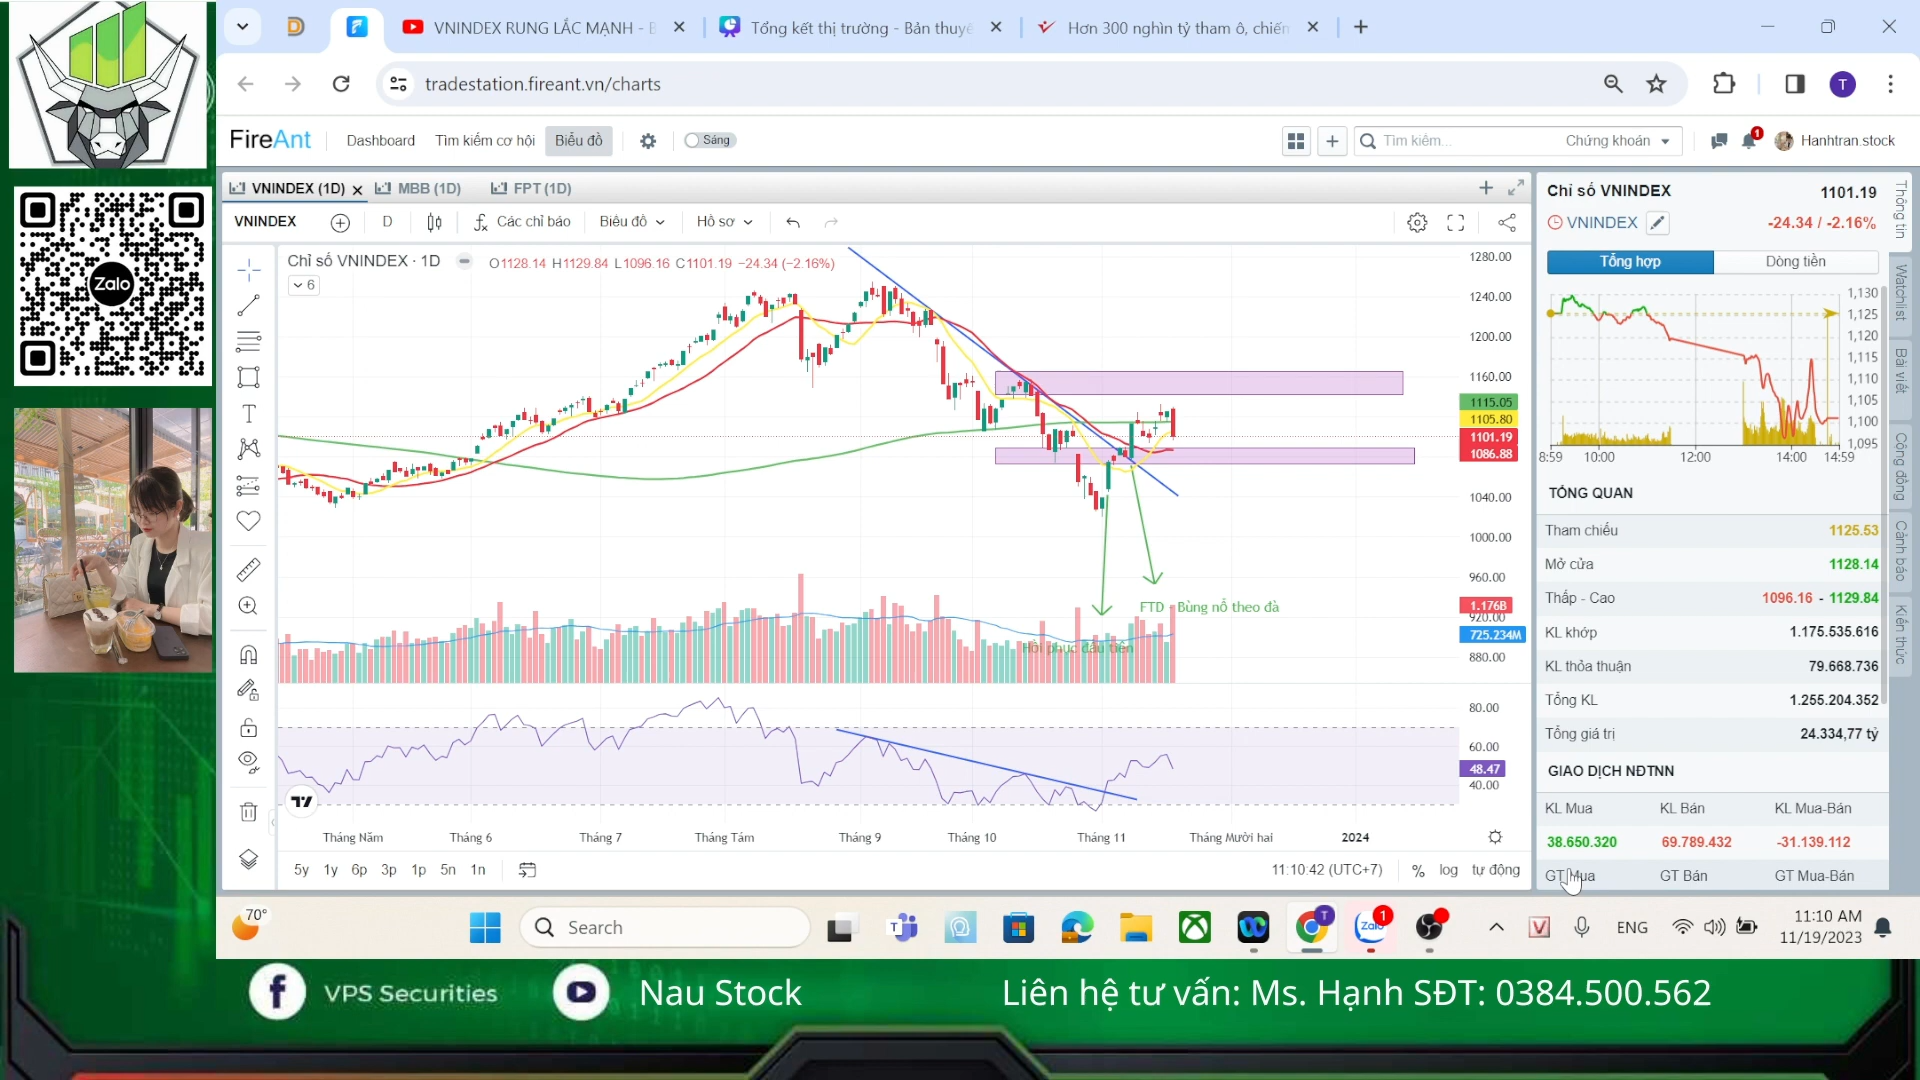 VNINDEX RUNG LẮC MẠNH - B
Tổng kết thị trường - Bản thuyế
Hơn 300 nghìn tỷ tham ô, chiến
tradestation.fireant.vn/charts
T
FireAnt
Dashboard
Tìm kiếm cơ hội
Biểu đồ
Sáng
Tìm kiếm...
Chứng khoán
1
Hanhtran.stock
VNINDEX (1D)
MBB (1D)
FPT (1D)
VNINDEX
D
Các chỉ báo
Biểu đồ
Hồ sơ
Chỉ số VNINDEX · 1D
O1128.14 H1129.84 L1096.16 C1101.19 −24.34 (−2.16%)
6
1280.00
1240.00
1200.00
1160.00
1115.05
1105.80
1101.19
1086.88
1040.00
1000.00
960.00
1.176B
920.00
725.234M
880.00
FTD - Bùng nổ theo đà
Hồi phục đầu tiên
80.00
60.00
48.47
40.00
Tháng Năm
Tháng 6
Tháng 7
Tháng Tám
Tháng 9
Tháng 10
Tháng 11
Tháng Mười hai
2024
5y 1y 6p 3p 1p 5n 1n
11:10:42 (UTC+7)
%
log
tự động
Chỉ số VNINDEX
1101.19
VNINDEX
-24.34 / -2.16%
Tổng hợp
Dòng tiền
1,130
1,125
1,120
1,115
1,110
1,105
1,100
1,095
8:59
10:00
12:00
14:00
14:59
TỔNG QUAN
Tham chiếu 1125.53
Mở cửa 1128.14
Thấp - Cao 1096.16 - 1129.84
KL khớp 1.175.535.616
KL thỏa thuận 79.668.736
Tổng KL 1.255.204.352
Tổng giá trị 24.334,77 tỷ
GIAO DỊCH NĐTNN
KL Mua KL Bán KL Mua-Bán
38.650.320 69.789.432 -31.139.112
GT Mua GT Bán GT Mua-Bán
Thông tin
Watchlist
Bài viết
Cộng đồng
Cảnh báo
Kiến thức
Zalo
70°
Search
T
Zalo
1
ENG
11:10 AM
11/19/2023
VPS Securities
Nau Stock
Liên hệ tư vấn: Ms. Hạnh SĐT: 0384.500.562